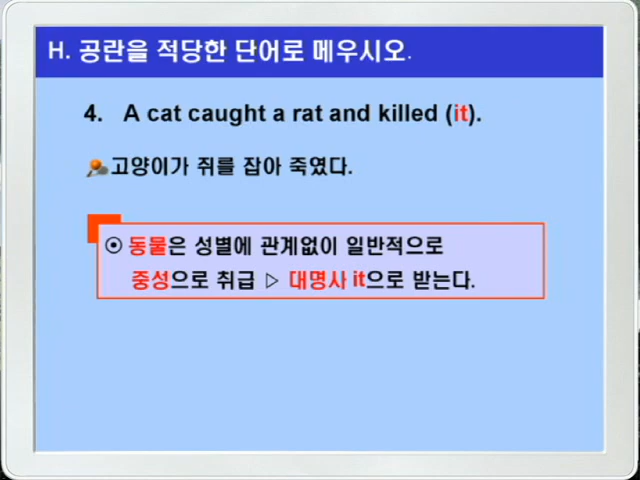 H. 공란을 적당한 단어로 메우시오.
4. A cat caught a rat and killed (it).
고양이가 쥐를 잡아 죽였다.
⊙ 동물은 성별에 관계없이 일반적으로
중성으로 취급 ▷ 대명사 it으로 받는다.